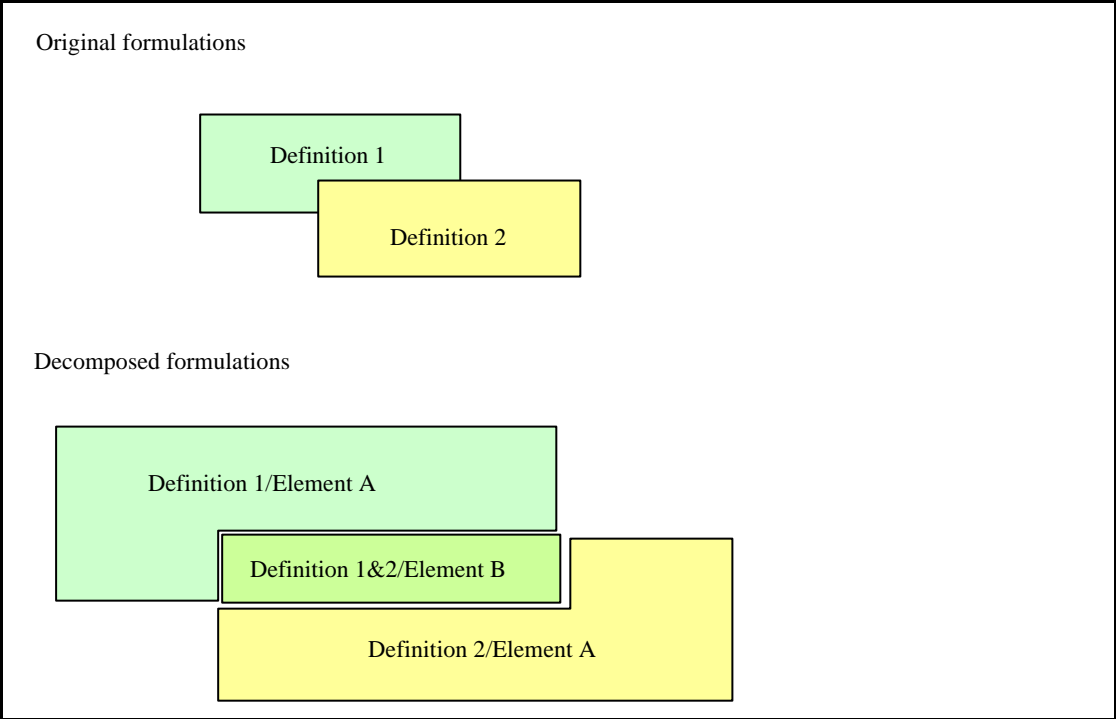 Original formulations
Definition 1
Definition 2
Decomposed formulations
Definition 1/Element A
Definition 1&2/Element B
Definition 2/Element A